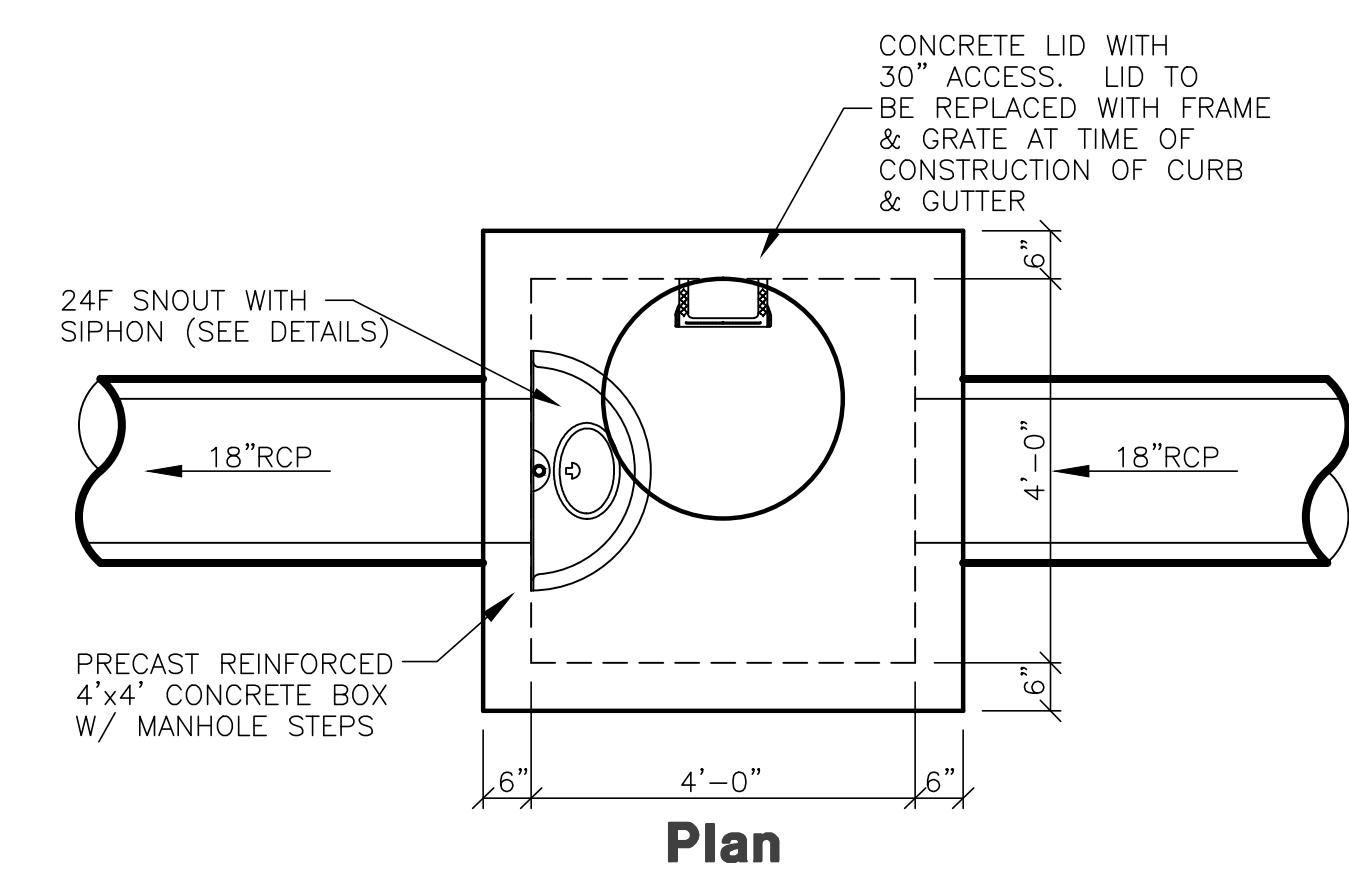 CONCRETE LID WITH
30" ACCESS. LID TO
BE REPLACED WITH FRAME
& GRATE AT TIME OF
CONSTRUCTION OF CURB
& GUTTER
6"
24F SNOUT WITH
SIPHON (SEE DETAILS)
18"RCP
4'-0"
18"RCP
PRECAST REINFORCED
4'x4' CONCRETE BOX
W/ MANHOLE STEPS
6"
6"
4'-0"
6"
Plan